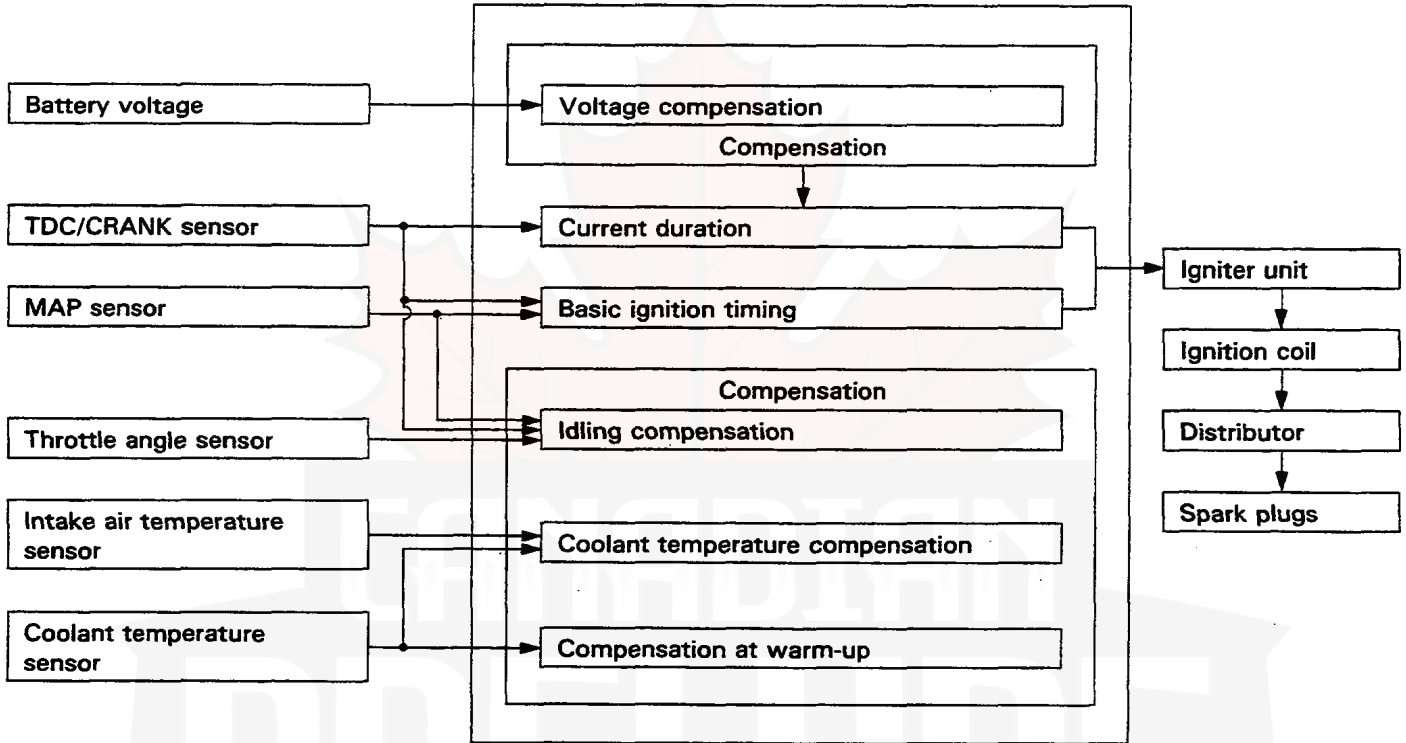 Battery voltage
Voltage compensation
Compensation
TDC/CRANK sensor
Current duration
MAP sensor
Basic ignition timing
Igniter unit
Ignition coil
Distributor
Spark plugs
Compensation
Throttle angle sensor
Idling compensation
Intake air temperature
sensor
Coolant temperature compensation
Coolant temperature
sensor
Compensation at warm-up
CANADIAN
PRELUDE